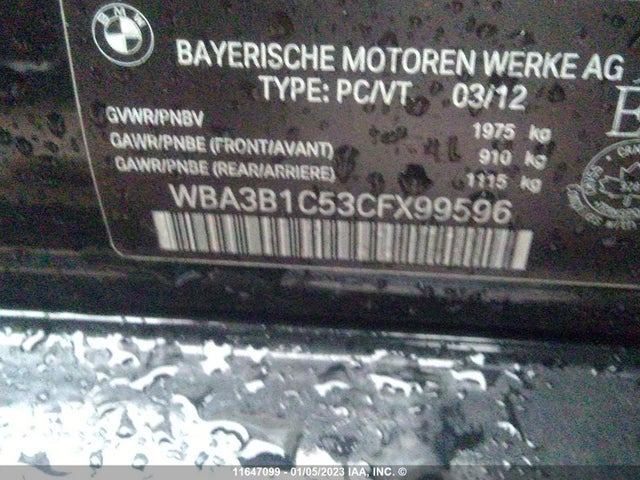 BMW
BAYERISCHE MOTOREN WERKE AG
TYPE: PC/VT 03/12
GVWR/PNBV 1975 kg
GAWR/PNBE (FRONT/AVANT) 910 kg
GAWR/PNBE (REAR/ARRIERE) 1115 kg
WBA3B1C53CFX99596
11647099 - 01/05/2023 IAA, INC. ©